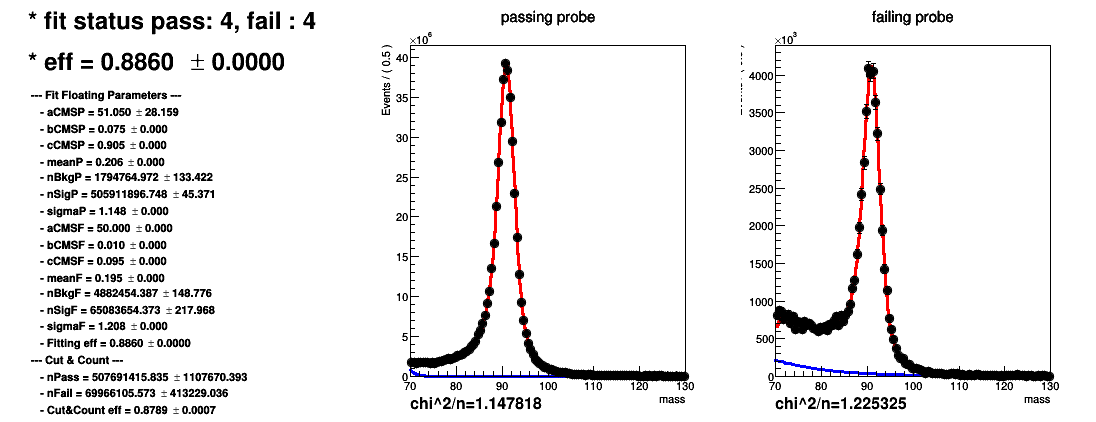 * fit status pass: 4, fail : 4
* eff = 0.8860 ± 0.0000
--- Fit Floating Parameters ---
- aCMSP = 51.050 ± 28.159
- bCMSP = 0.075 ± 0.000
- cCMSP = 0.905 ± 0.000
- meanP = 0.206 ± 0.000
- nBkgP = 1794764.972 ± 133.422
- nSigP = 505911896.748 ± 45.371
- sigmaP = 1.148 ± 0.000
- aCMSF = 50.000 ± 0.000
- bCMSF = 0.010 ± 0.000
- cCMSF = 0.095 ± 0.000
- meanF = 0.195 ± 0.000
- nBkgF = 4882454.387 ± 148.776
- nSigF = 65083654.373 ± 217.968
- sigmaF = 1.208 ± 0.000
- Fitting eff = 0.8860 ± 0.0000
--- Cut & Count ---
- nPass = 507691415.835 ± 1107670.393
- nFail = 69966105.573 ± 413229.036
- Cut&Count eff = 0.8789 ± 0.0007
passing probe
×10⁶
Events / ( 0.5 )
40
35
30
25
20
15
10
5
0
70 80 90 100 110 120 130
mass
chi^2/n=1.147818
failing probe
×10³
4000
3500
3000
2500
2000
1500
1000
500
0
70 80 90 100 110 120 130
mass
chi^2/n=1.225325